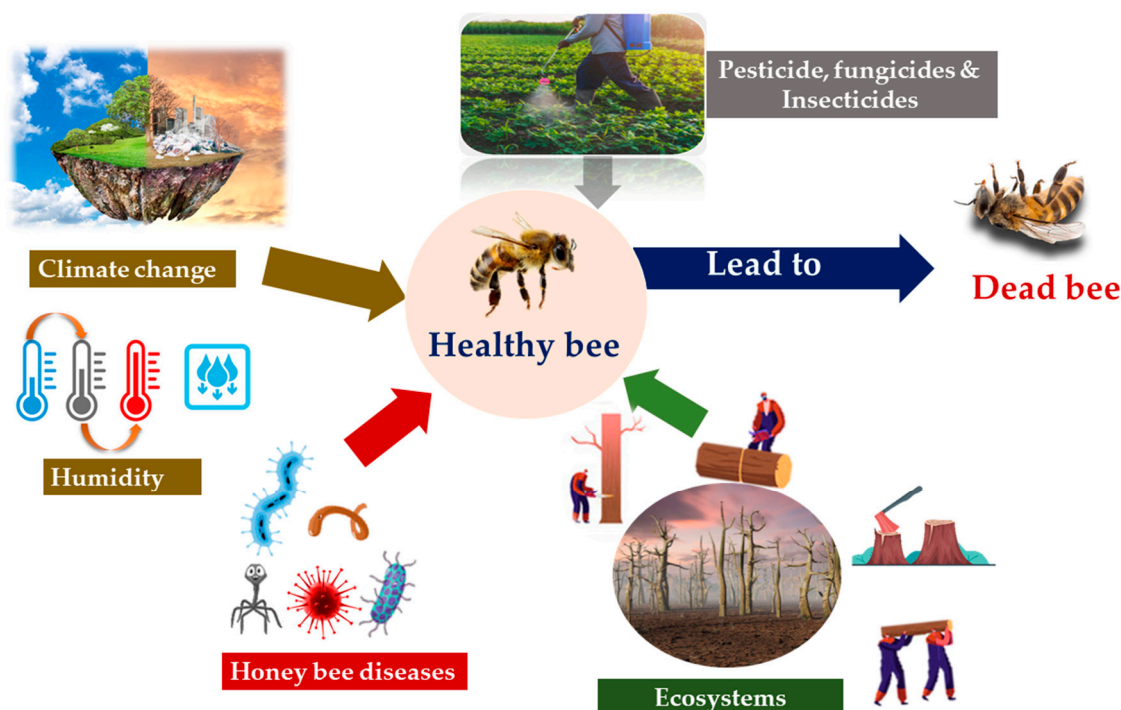 Pesticide, fungicides &
Insecticides
Climate change
Lead to
Dead bee
Healthy bee
Humidity
Honey bee diseases
Ecosystems